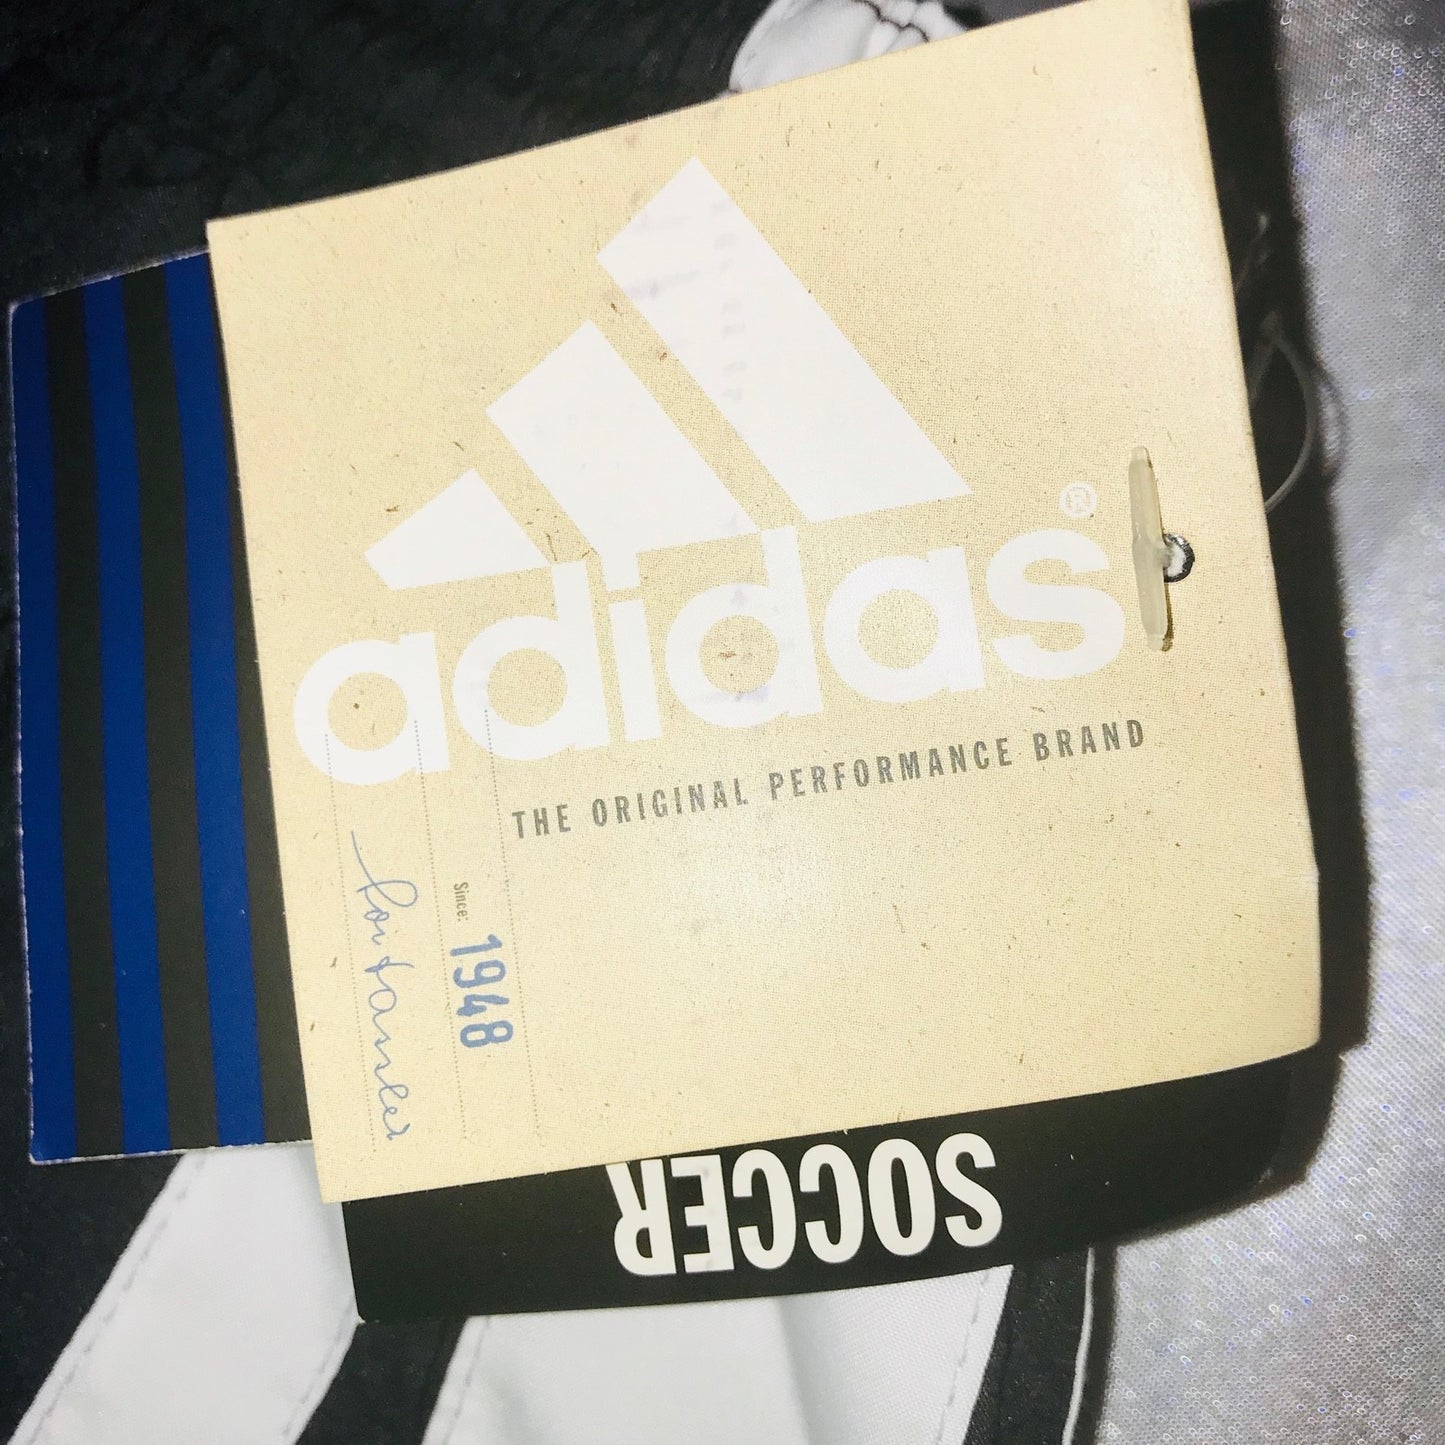 adidas®
THE ORIGINAL PERFORMANCE BRAND
Since: 1948
SOCCER